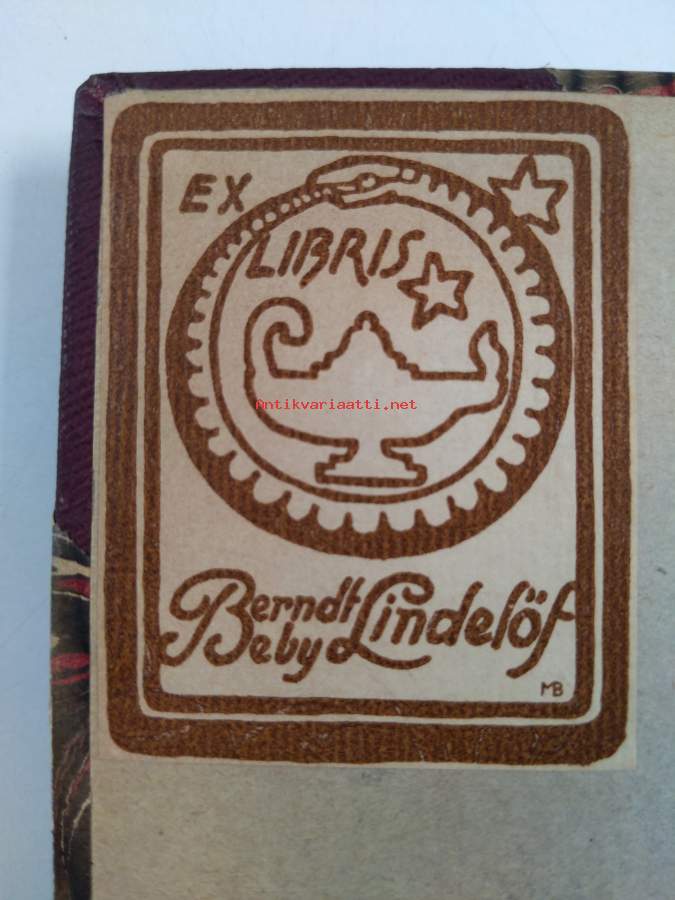 EX
LIBRIS
Antikvariaatti.net
Berndt Lindelöf
Beby
MB